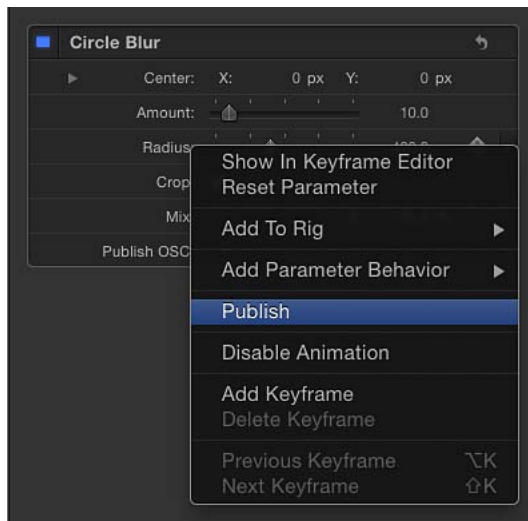 Circle Blur
Center: X: 0 px Y: 0 px
Amount: 10.0
Radius
Crop
Mix
Publish OSC
Show In Keyframe Editor
Reset Parameter
Add To Rig
Add Parameter Behavior
Publish
Disable Animation
Add Keyframe
Delete Keyframe
Previous Keyframe ⌥K
Next Keyframe ⇧K